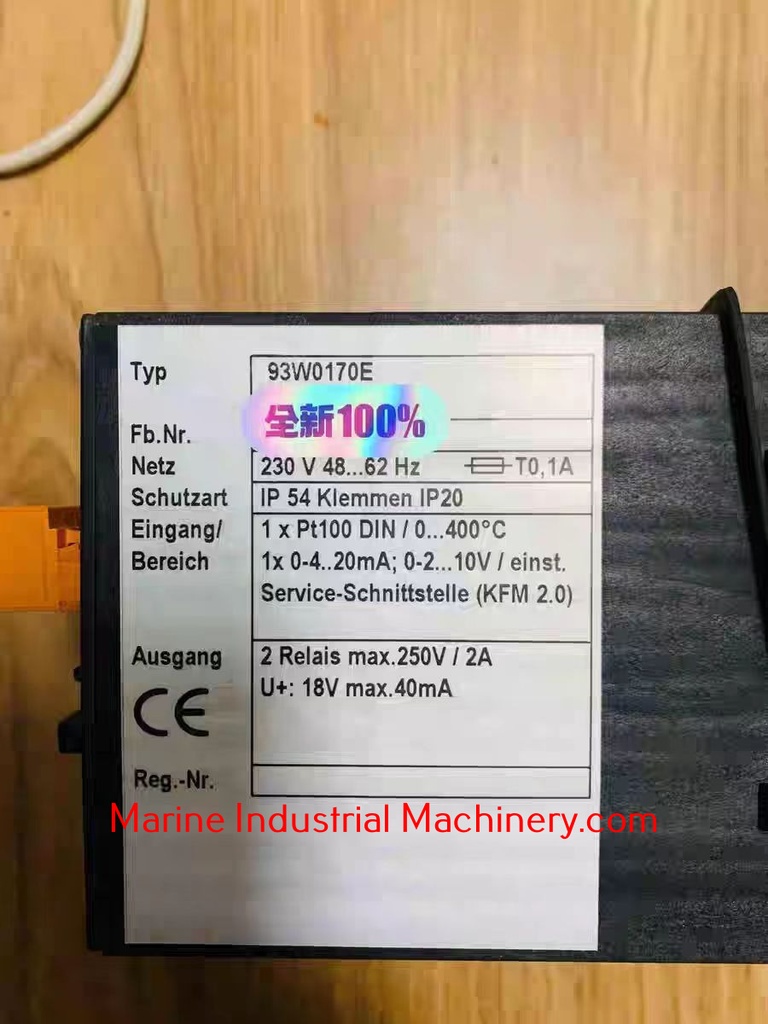 Typ 93W0170E
全新100%
Fb.Nr.
Netz 230 V 48...62 Hz T0,1A
Schutzart IP 54 Klemmen IP20
Eingang/ 1 x Pt100 DIN / 0...400°C
Bereich 1x 0-4..20mA; 0-2...10V / einst.
Service-Schnittstelle (KFM 2.0)
Ausgang 2 Relais max.250V / 2A
U+: 18V max.40mA
CE
Reg.-Nr.
Marine Industrial Machinery.com